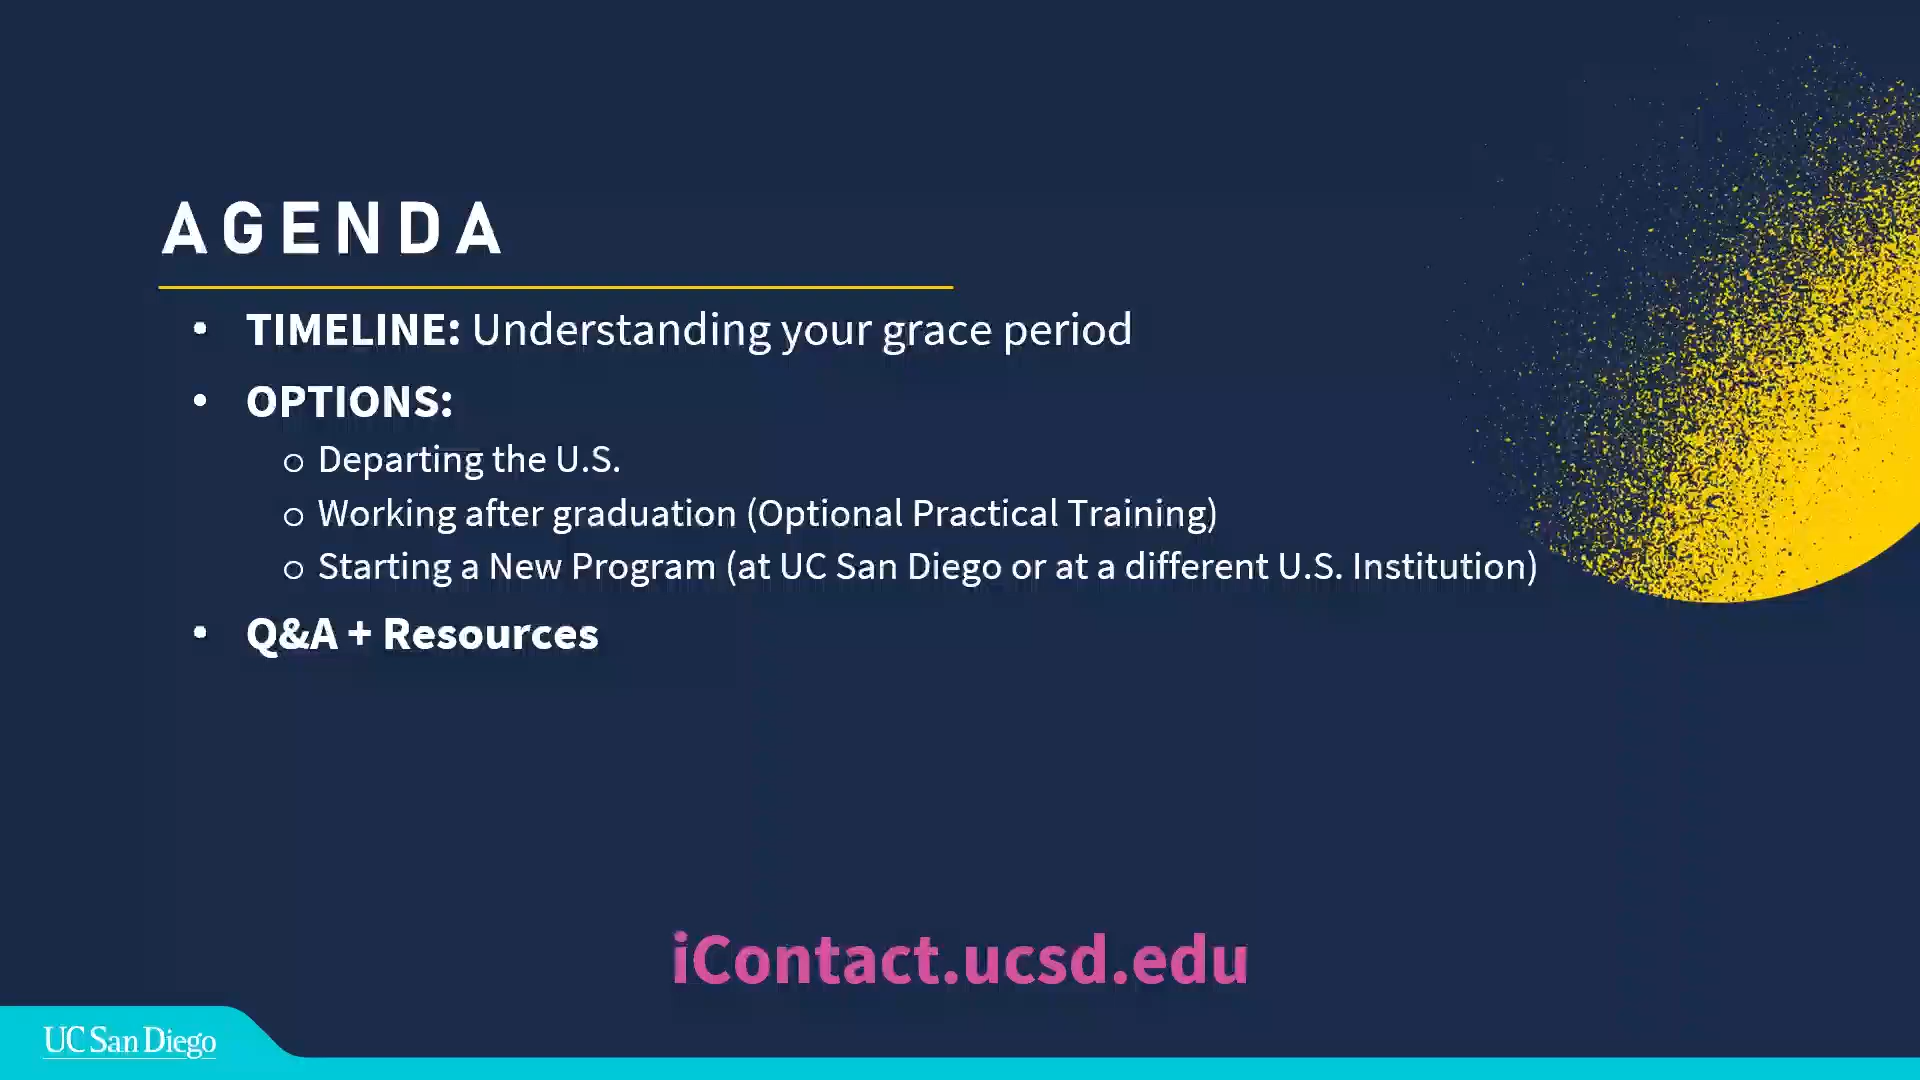 AGENDA
• TIMELINE: Understanding your grace period
• OPTIONS:
o Departing the U.S.
o Working after graduation (Optional Practical Training)
o Starting a New Program (at UC San Diego or at a different U.S. Institution)
• Q&A + Resources
iContact.ucsd.edu
UC San Diego